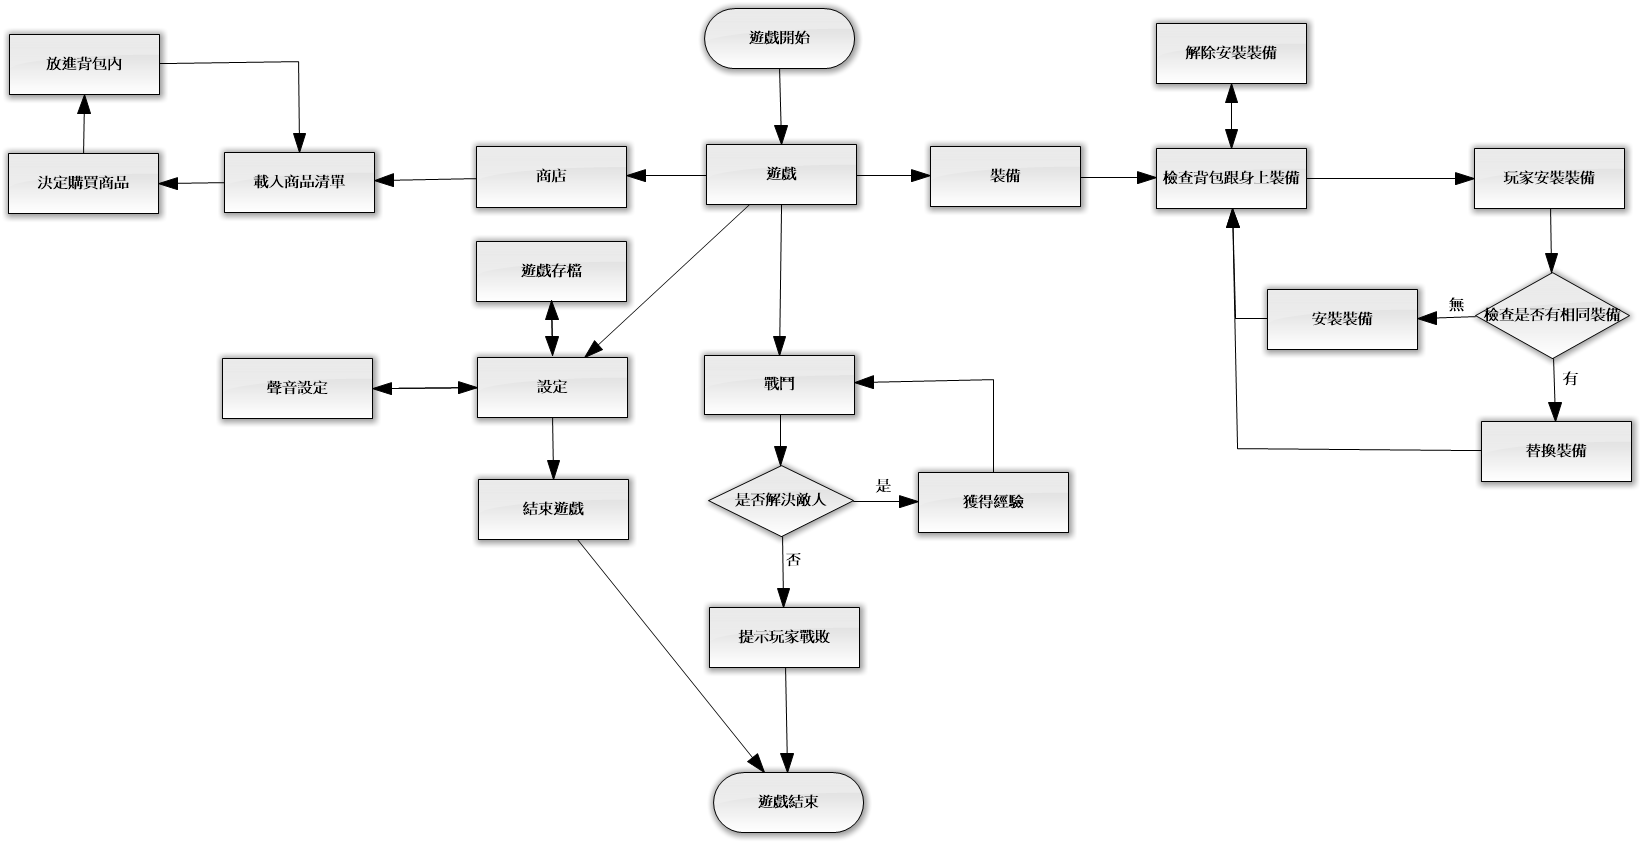 遊戲開始
解除安裝裝備
放進背包內
遊戲
商店
裝備
檢查背包跟身上裝備
玩家安裝裝備
載入商品清單
決定購買商品
遊戲存檔
無
安裝裝備
檢查是否有相同裝備
有
聲音設定
設定
戰鬥
替換裝備
是否解決敵人
是
獲得經驗
結束遊戲
否
提示玩家戰敗
遊戲結束